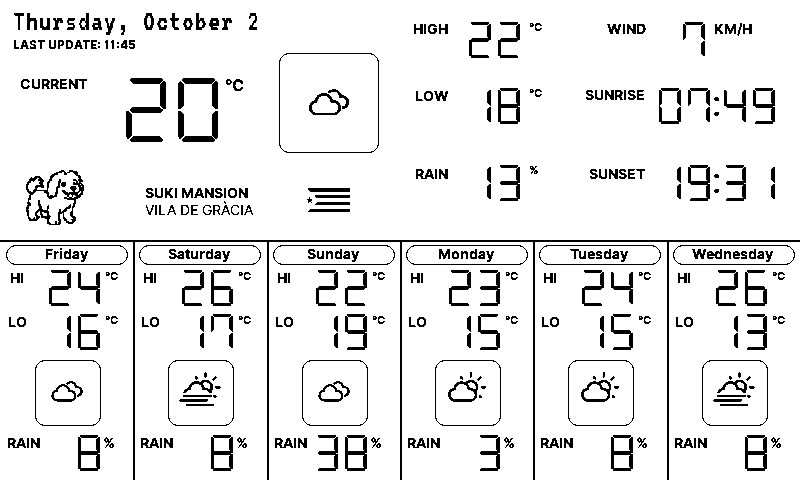 Thursday, October 2
LAST UPDATE: 11:45
CURRENT 20 °C
HIGH 22 °C
WIND 7 KM/H
LOW 18 °C
SUNRISE 07:49
RAIN 13 %
SUNSET 19:31
SUKI MANSION
VILA DE GRÀCIA
Friday
HI 24 °C
LO 16 °C
RAIN 8 %
Saturday
HI 26 °C
LO 17 °C
RAIN 8 %
Sunday
HI 22 °C
LO 19 °C
RAIN 38 %
Monday
HI 23 °C
LO 15 °C
RAIN 3 %
Tuesday
HI 24 °C
LO 15 °C
RAIN 8 %
Wednesday
HI 26 °C
LO 13 °C
RAIN 8 %